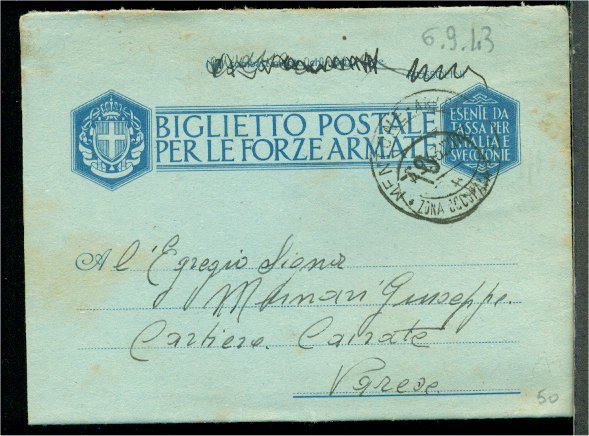 6.9.43
BIGLIETTO POSTALE
PER LE FORZE ARMATE
ESENTE DA
TASSA PER
L'ITALIA E
SUE COLONIE
ZONA OCCUPATA
Al'Egregio Signor
Giuseppe.
Cartiere. Cairate
Varese.
50